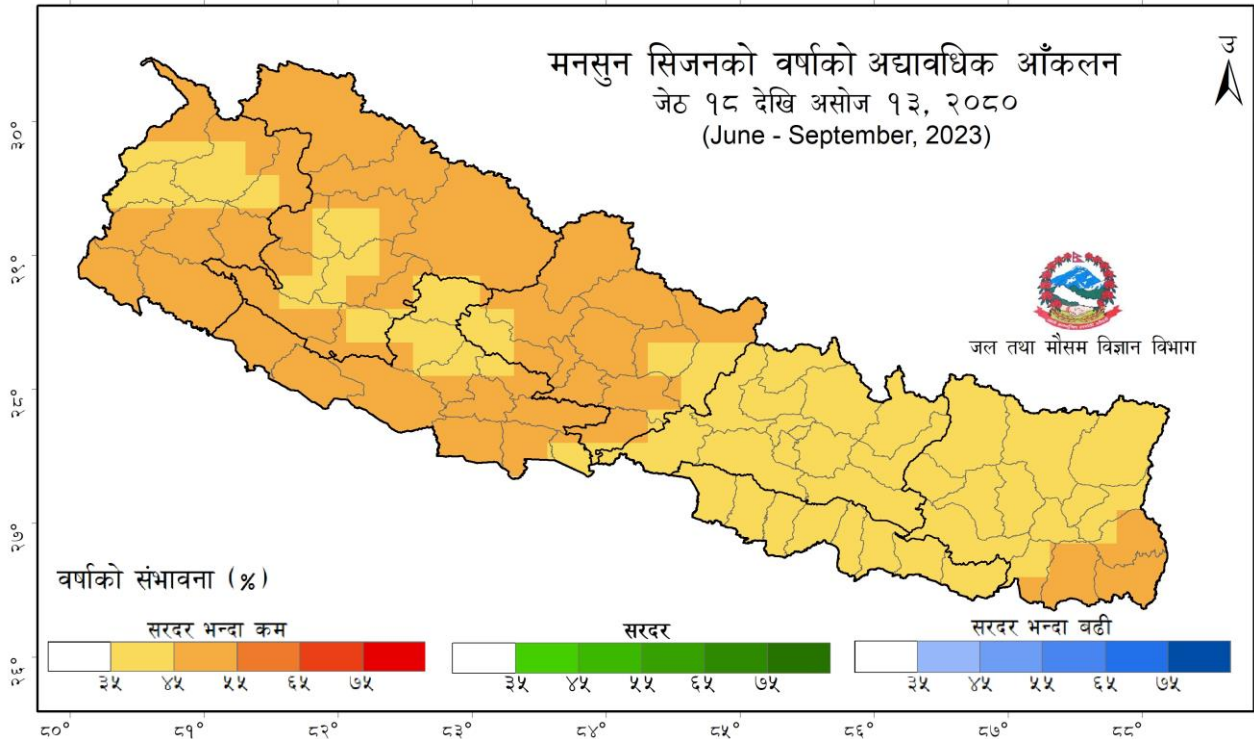 मनसुन सिजनको वर्षाको अद्यावधिक आँकलन
जेठ १८ देखि असोज १३, २०८०
(June - September, 2023)
उ
जल तथा मौसम विज्ञान विभाग
३०°
२९°
२८°
२७°
२६°
वर्षाको संभावना (%)
सरदर भन्दा कम
३५ ४५ ५५ ६५ ७५
सरदर
३५ ४५ ५५ ६५ ७५
सरदर भन्दा बढी
३५ ४५ ५५ ६५ ७५
८०° ८१° ८२° ८३° ८४° ८५° ८६° ८७° ८८°